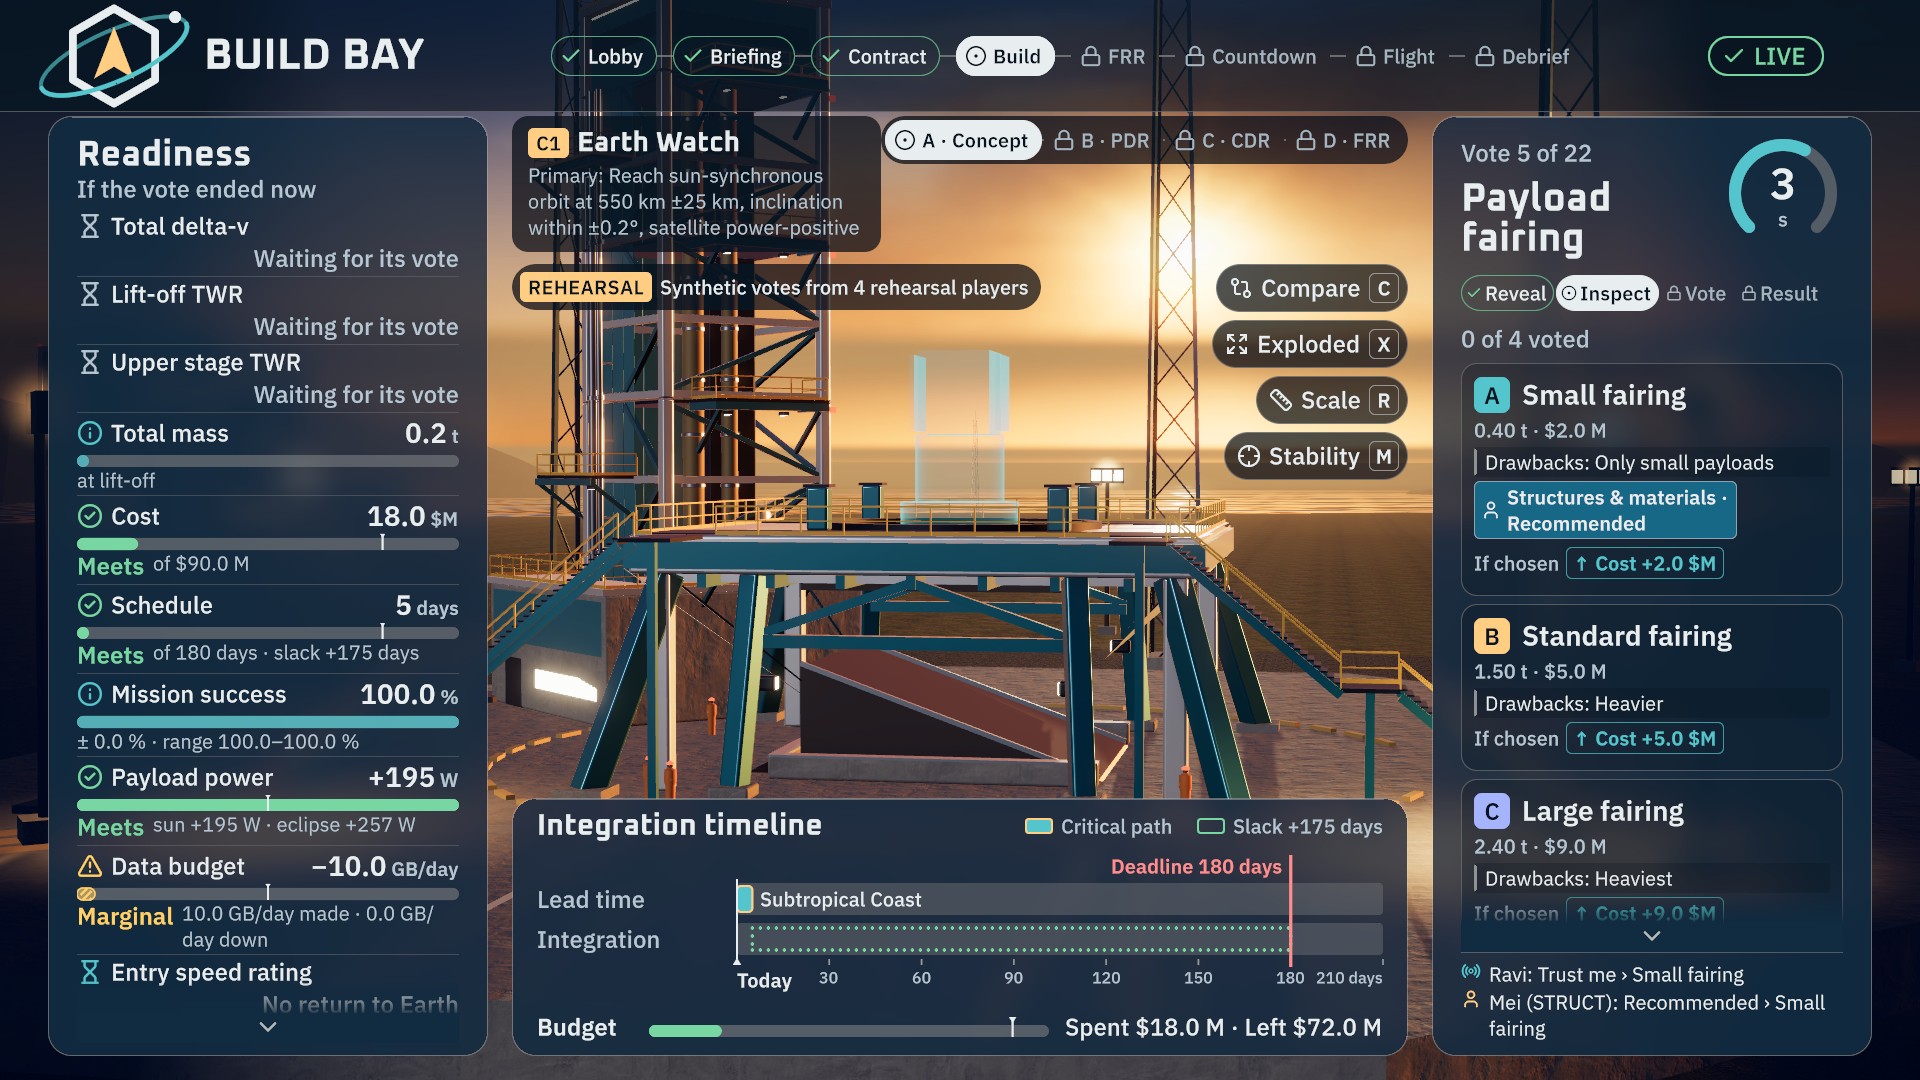 BUILD BAY
Lobby
Briefing
Contract
Build
FRR
Countdown
Flight
Debrief
LIVE
Readiness
If the vote ended now
Total delta-v
Waiting for its vote
Lift-off TWR
Waiting for its vote
Upper stage TWR
Waiting for its vote
Total mass 0.2 t
at lift-off
Cost 18.0 $M
Meets of $90.0 M
Schedule 5 days
Meets of 180 days · slack +175 days
Mission success 100.0 %
± 0.0 % · range 100.0–100.0 %
Payload power +195 W
Meets sun +195 W · eclipse +257 W
Data budget −10.0 GB/day
Marginal 10.0 GB/day made · 0.0 GB/
day down
Entry speed rating
No return to Earth
C1 Earth Watch
Primary: Reach sun-synchronous
orbit at 550 km ±25 km, inclination
within ±0.2°, satellite power-positive
A · Concept
B · PDR
C · CDR
D · FRR
REHEARSAL Synthetic votes from 4 rehearsal players
Compare C
Exploded X
Scale R
Stability M
Integration timeline
Critical path
Slack +175 days
Deadline 180 days
Lead time
Subtropical Coast
Integration
Today 30 60 90 120 150 180 210 days
Budget
Spent $18.0 M · Left $72.0 M
Vote 5 of 22
Payload
fairing
3
s
Reveal
Inspect
Vote
Result
0 of 4 voted
A Small fairing
0.40 t · $2.0 M
Drawbacks: Only small payloads
Structures & materials ·
Recommended
If chosen ↑ Cost +2.0 $M
B Standard fairing
1.50 t · $5.0 M
Drawbacks: Heavier
If chosen ↑ Cost +5.0 $M
C Large fairing
2.40 t · $9.0 M
Drawbacks: Heaviest
If chosen ↑ Cost +9.0 $M
Ravi: Trust me › Small fairing
Mei (STRUCT): Recommended › Small
fairing